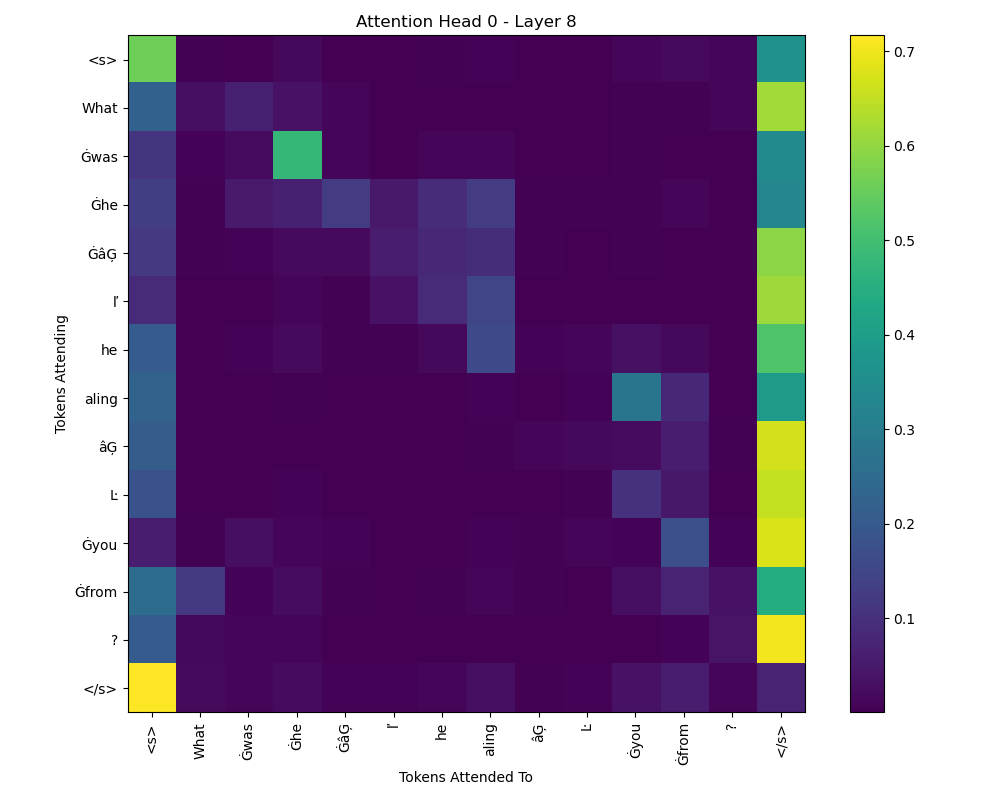 Attention Head 0 - Layer 8
Tokens Attending
<s>
What
Ġwas
Ġhe
ĠâĢ
ľ
he
aling
âĢ
Ŀ
Ġyou
Ġfrom
?
</s>
<s>
What
Ġwas
Ġhe
ĠâĢ
ľ
he
aling
âĢ
Ŀ
Ġyou
Ġfrom
?
</s>
Tokens Attended To
0.7
0.6
0.5
0.4
0.3
0.2
0.1